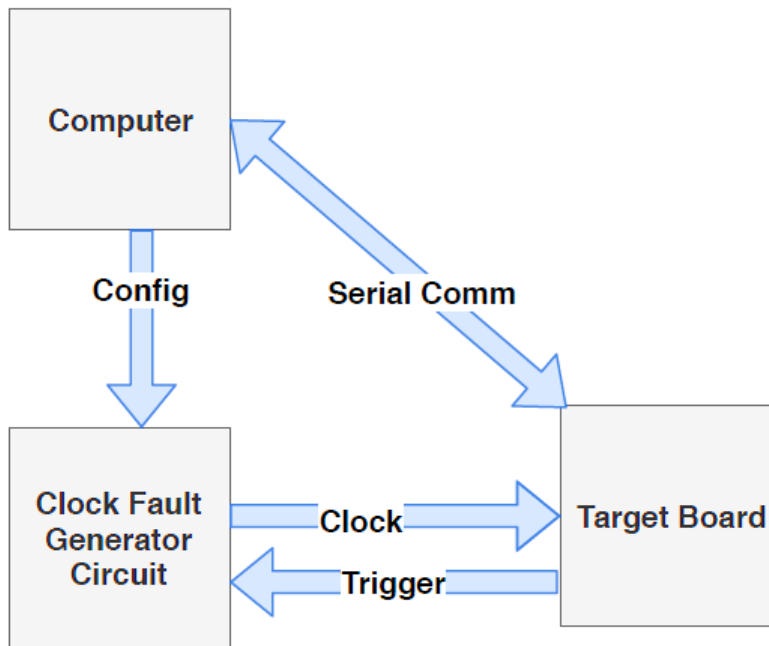 Computer
Config
Serial Comm
Clock Fault
Generator
Circuit
Clock
Trigger
Target Board